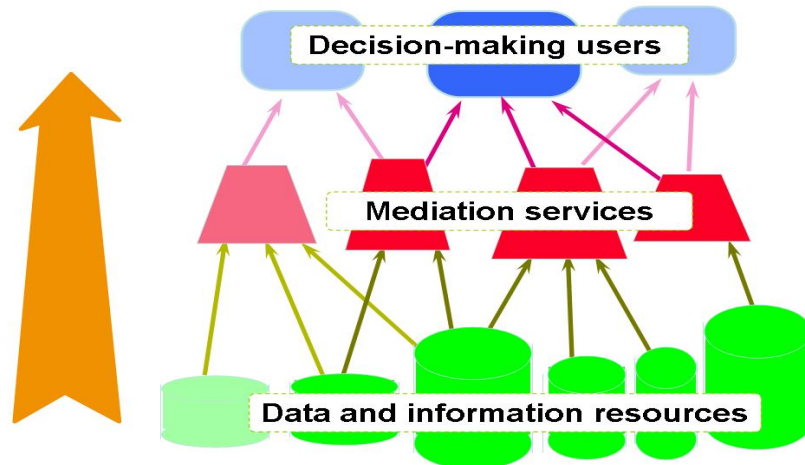 Decision-making users
Mediation services
Data and information resources